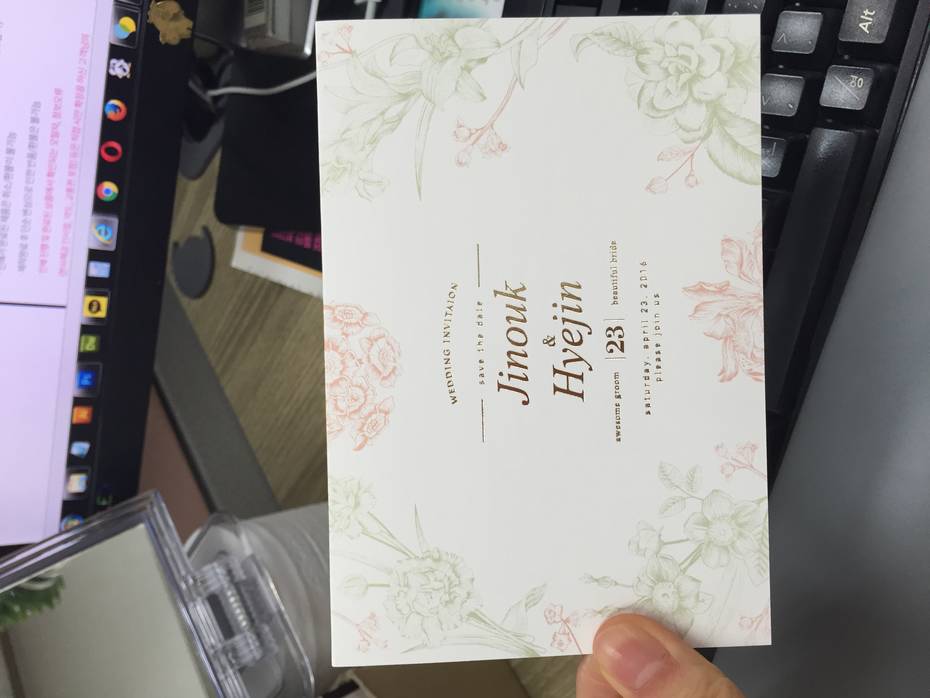 WEDDING INVITAION
save the date
Jinouk
&
Hyejin
awesome groom |23| beautiful bride
saturday. april 23. 2016
please join us
Alt